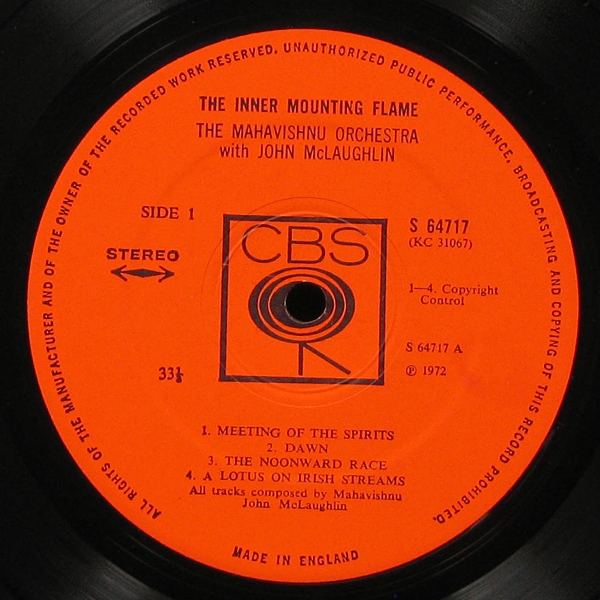 ALL RIGHTS OF THE MANUFACTURER AND OF THE OWNER OF THE RECORDED WORK RESERVED. UNAUTHORIZED PUBLIC PERFORMANCE, BROADCASTING AND COPYING OF THIS RECORD PROHIBITED.
THE INNER MOUNTING FLAME
THE MAHAVISHNU ORCHESTRA
with JOHN McLAUGHLIN
SIDE 1
STEREO
33⅓
CBS
S 64717
(KC 31067)
1—4. Copyright
Control
S 64717 A
℗ 1972
1. MEETING OF THE SPIRITS
2. DAWN
3. THE NOONWARD RACE
4. A LOTUS ON IRISH STREAMS
All tracks composed by Mahavishnu
John McLaughlin
MADE IN ENGLAND